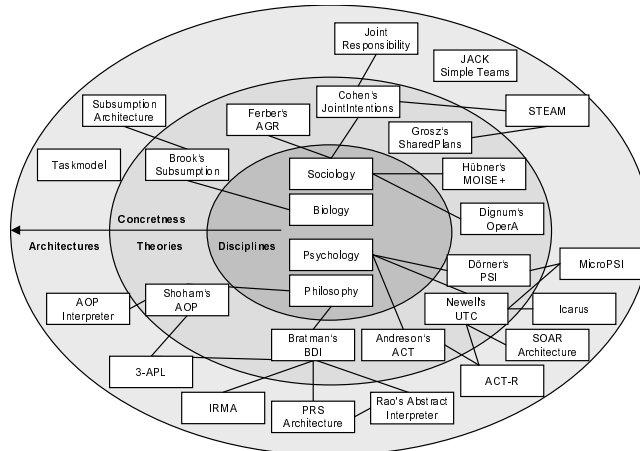 Joint
Responsibility
JACK
Simple Teams
Subsumption
Architecture
Ferber's
AGR
Cohen's
JointIntentions
STEAM
Grosz's
SharedPlans
Taskmodel
Brook's
Subsumption
Sociology
Hübner's
MOISE+
Biology
Dignum's
OperA
Concretness
Architectures
Theories
Disciplines
Psychology
Dörner's
PSI
MicroPSI
Philosophy
Shoham's
AOP
AOP
Interpreter
Newell's
UTC
Icarus
Bratman's
BDI
Andreson's
ACT
SOAR
Architecture
3-APL
ACT-R
IRMA
PRS
Architecture
Rao's Abstract
Interpreter